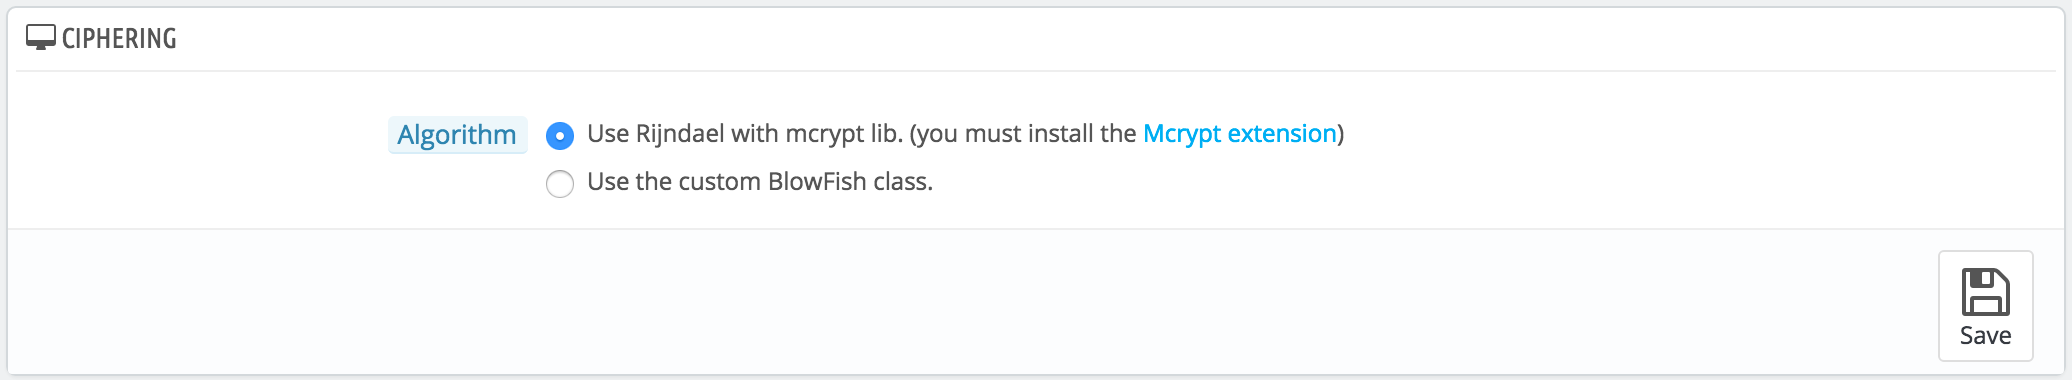 CIPHERING
Algorithm Use Rijndael with mcrypt lib. (you must install the Mcrypt extension)
Use the custom BlowFish class.
Save